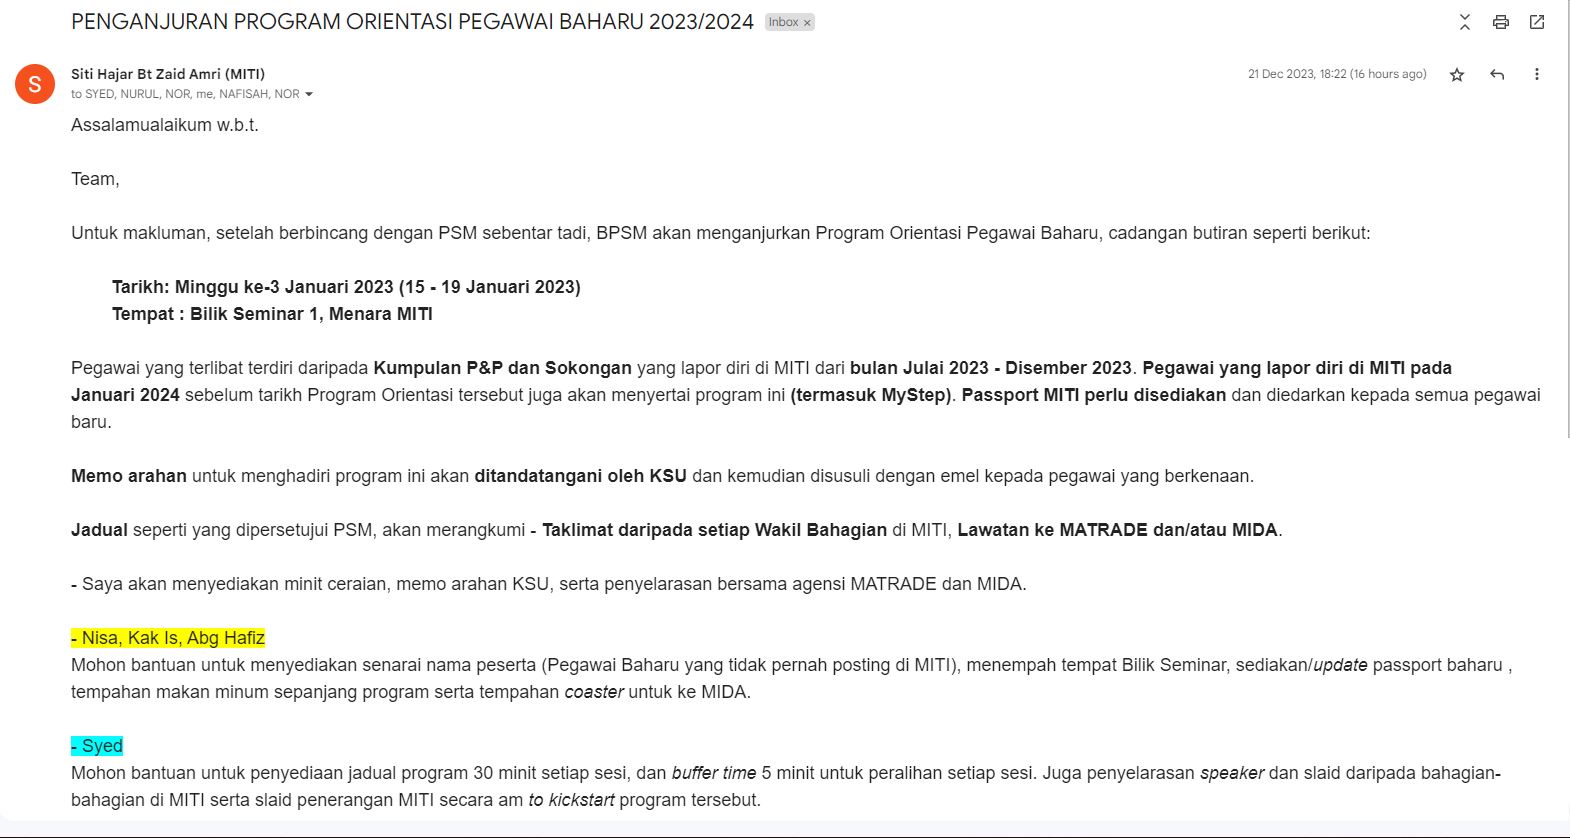 PENGANJURAN PROGRAM ORIENTASI PEGAWAI BAHARU 2023/2024 Inbox ×
S
Siti Hajar Bt Zaid Amri (MITI) 21 Dec 2023, 18:22 (16 hours ago)
to SYED, NURUL, NOR, me, NAFISAH, NOR
Assalamualaikum w.b.t.
Team,
Untuk makluman, setelah berbincang dengan PSM sebentar tadi, BPSM akan menganjurkan Program Orientasi Pegawai Baharu, cadangan butiran seperti berikut:
Tarikh: Minggu ke-3 Januari 2023 (15 - 19 Januari 2023)
Tempat : Bilik Seminar 1, Menara MITI
Pegawai yang terlibat terdiri daripada Kumpulan P&P dan Sokongan yang lapor diri di MITI dari bulan Julai 2023 - Disember 2023. Pegawai yang lapor diri di MITI pada
Januari 2024 sebelum tarikh Program Orientasi tersebut juga akan menyertai program ini (termasuk MyStep). Passport MITI perlu disediakan dan diedarkan kepada semua pegawai
baru.
Memo arahan untuk menghadiri program ini akan ditandatangani oleh KSU dan kemudian disusuli dengan emel kepada pegawai yang berkenaan.
Jadual seperti yang dipersetujui PSM, akan merangkumi - Taklimat daripada setiap Wakil Bahagian di MITI, Lawatan ke MATRADE dan/atau MIDA.
- Saya akan menyediakan minit ceraian, memo arahan KSU, serta penyelarasan bersama agensi MATRADE dan MIDA.
- Nisa, Kak Is, Abg Hafiz
Mohon bantuan untuk menyediakan senarai nama peserta (Pegawai Baharu yang tidak pernah posting di MITI), menempah tempat Bilik Seminar, sediakan/update passport baharu ,
tempahan makan minum sepanjang program serta tempahan coaster untuk ke MIDA.
- Syed
Mohon bantuan untuk penyediaan jadual program 30 minit setiap sesi, dan buffer time 5 minit untuk peralihan setiap sesi. Juga penyelarasan speaker dan slaid daripada bahagian-
bahagian di MITI serta slaid penerangan MITI secara am to kickstart program tersebut.